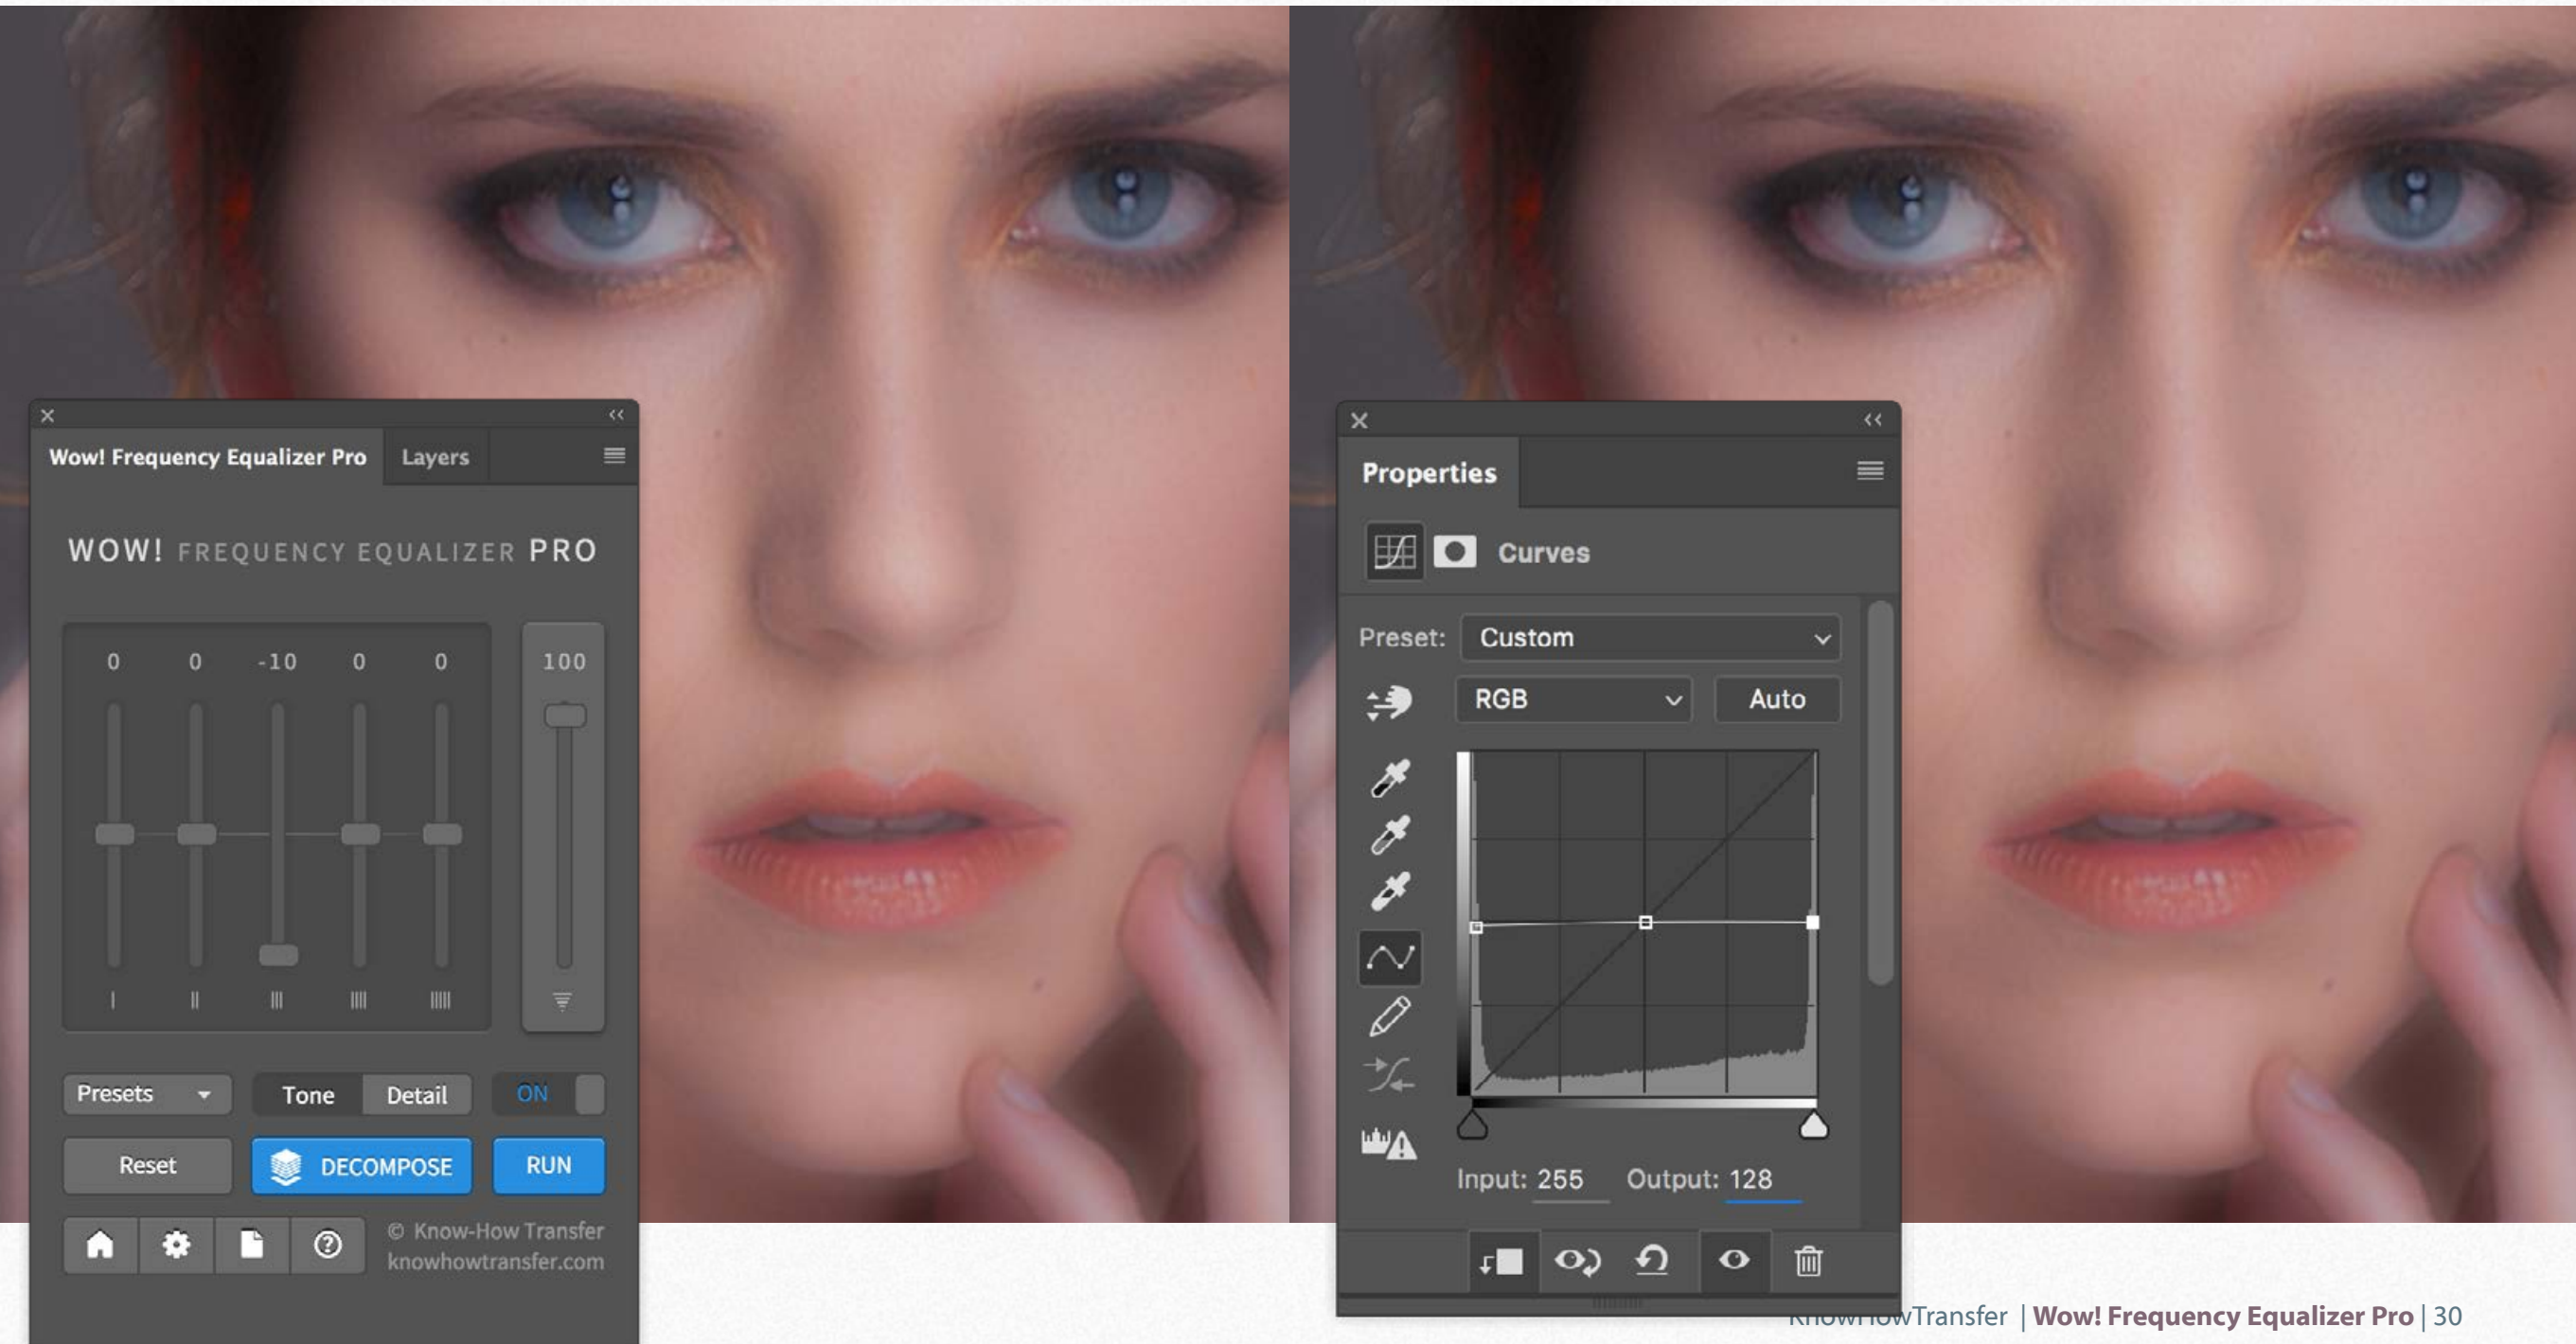 Wow! Frequency Equalizer Pro
Layers
WOW! FREQUENCY EQUALIZER PRO
0 0 -10 0 0 100
Presets
Tone
Detail
ON
Reset
DECOMPOSE
RUN
© Know-How Transfer
knowhowtransfer.com
Properties
Curves
Preset: Custom
RGB
Auto
Input: 255 Output: 128
KnowHowTransfer | Wow! Frequency Equalizer Pro | 30